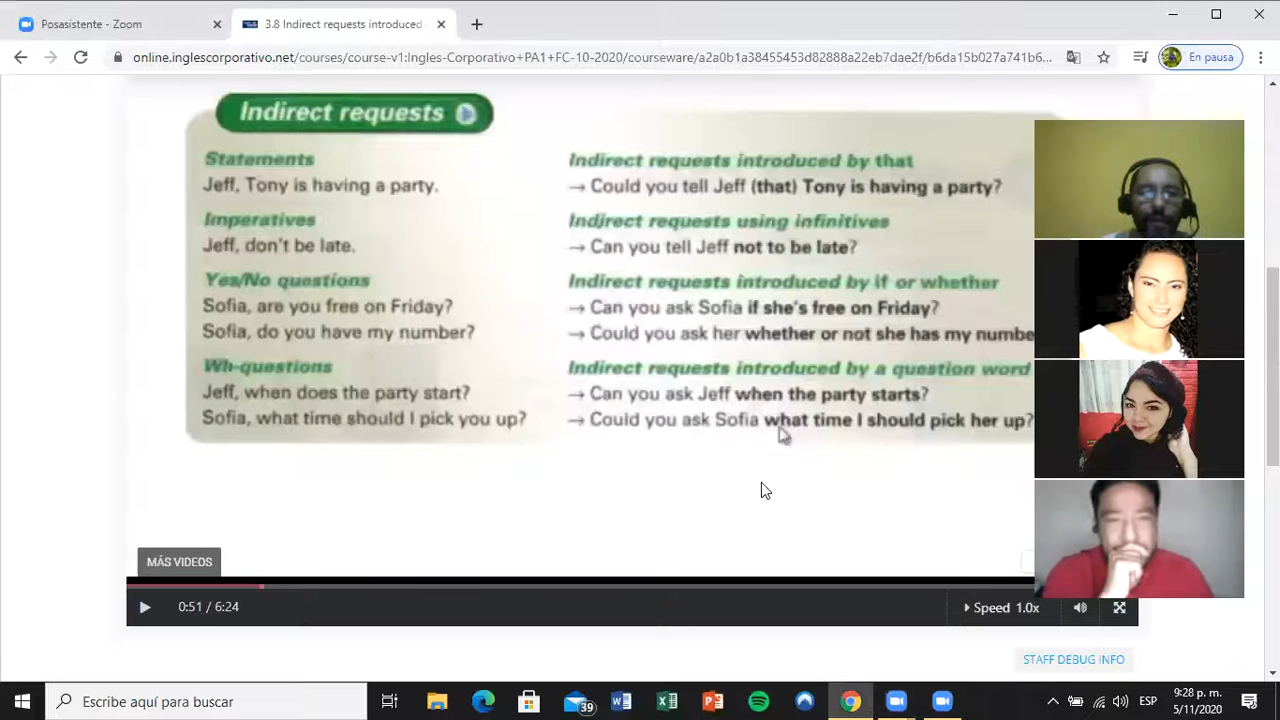 Posasistente - Zoom
3.8 Indirect requests introduced
online.inglescorporativo.net/courses/course-v1:Ingles-Corporativo+PA1+FC-10-2020/courseware/a2a0b1a38455453d82888a22eb7dae2f/b6da15b027a741b6...
En pausa
Indirect requests
Statements
Jeff, Tony is having a party.
Indirect requests introduced by that
→ Could you tell Jeff (that) Tony is having a party?
Imperatives
Jeff, don't be late.
Indirect requests using infinitives
→ Can you tell Jeff not to be late?
Yes/No questions
Sofia, are you free on Friday?
Sofia, do you have my number?
Indirect requests introduced by if or whether
→ Can you ask Sofia if she's free on Friday?
→ Could you ask her whether or not she has my numbe
Wh-questions
Jeff, when does the party start?
Sofia, what time should I pick you up?
Indirect requests introduced by a question word
→ Can you ask Jeff when the party starts?
→ Could you ask Sofia what time I should pick her up?
MÁS VIDEOS
0:51 / 6:24
Speed 1.0x
STAFF DEBUG INFO
Escribe aquí para buscar
39
ESP
9:28 p. m.
5/11/2020